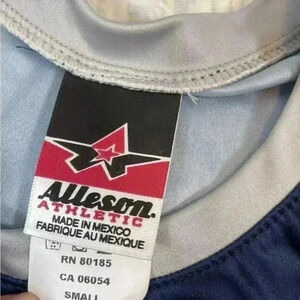 Alleson
ATHLETIC
MADE IN MEXICO
FABRIQUE AU MEXIQUE
RN 80185
CA 06054
SMALL